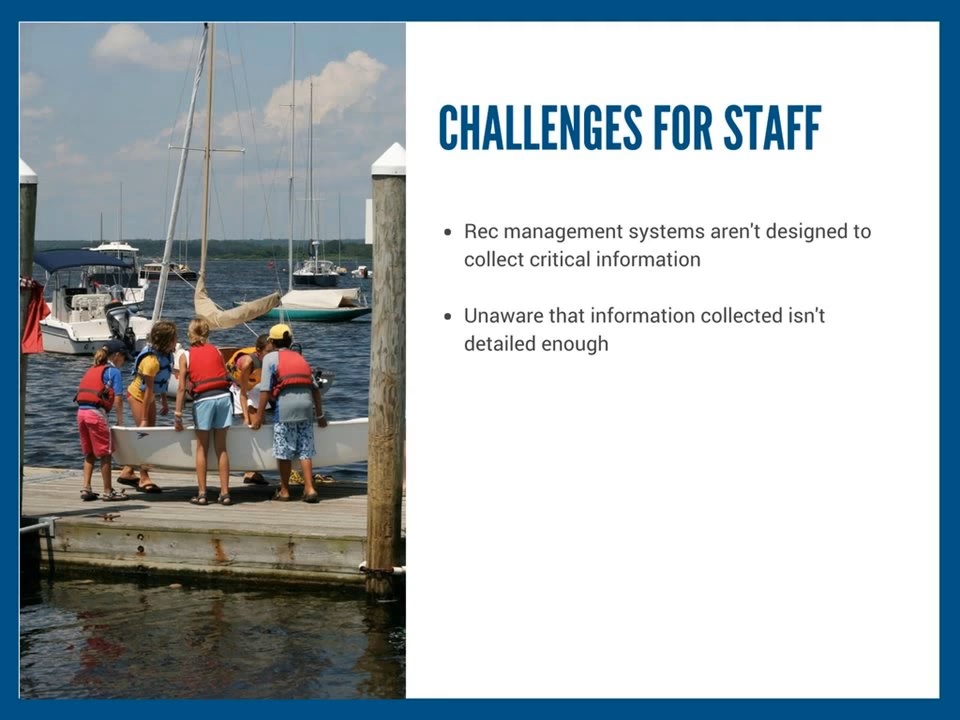 CHALLENGES FOR STAFF
• Rec management systems aren't designed to
collect critical information
• Unaware that information collected isn't
detailed enough